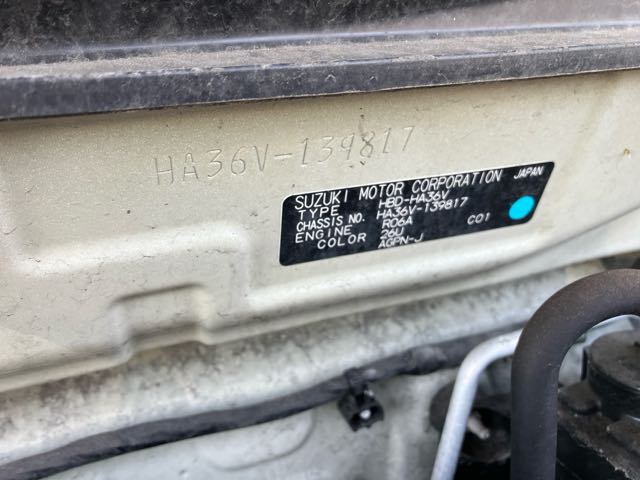 HA36V-139817
SUZUKI MOTOR CORPORATION JAPAN
TYPE HBD-HA36V
CHASSIS NO. HA36V-139817
ENGINE R06A C01
COLOR 26U
AGPN-J